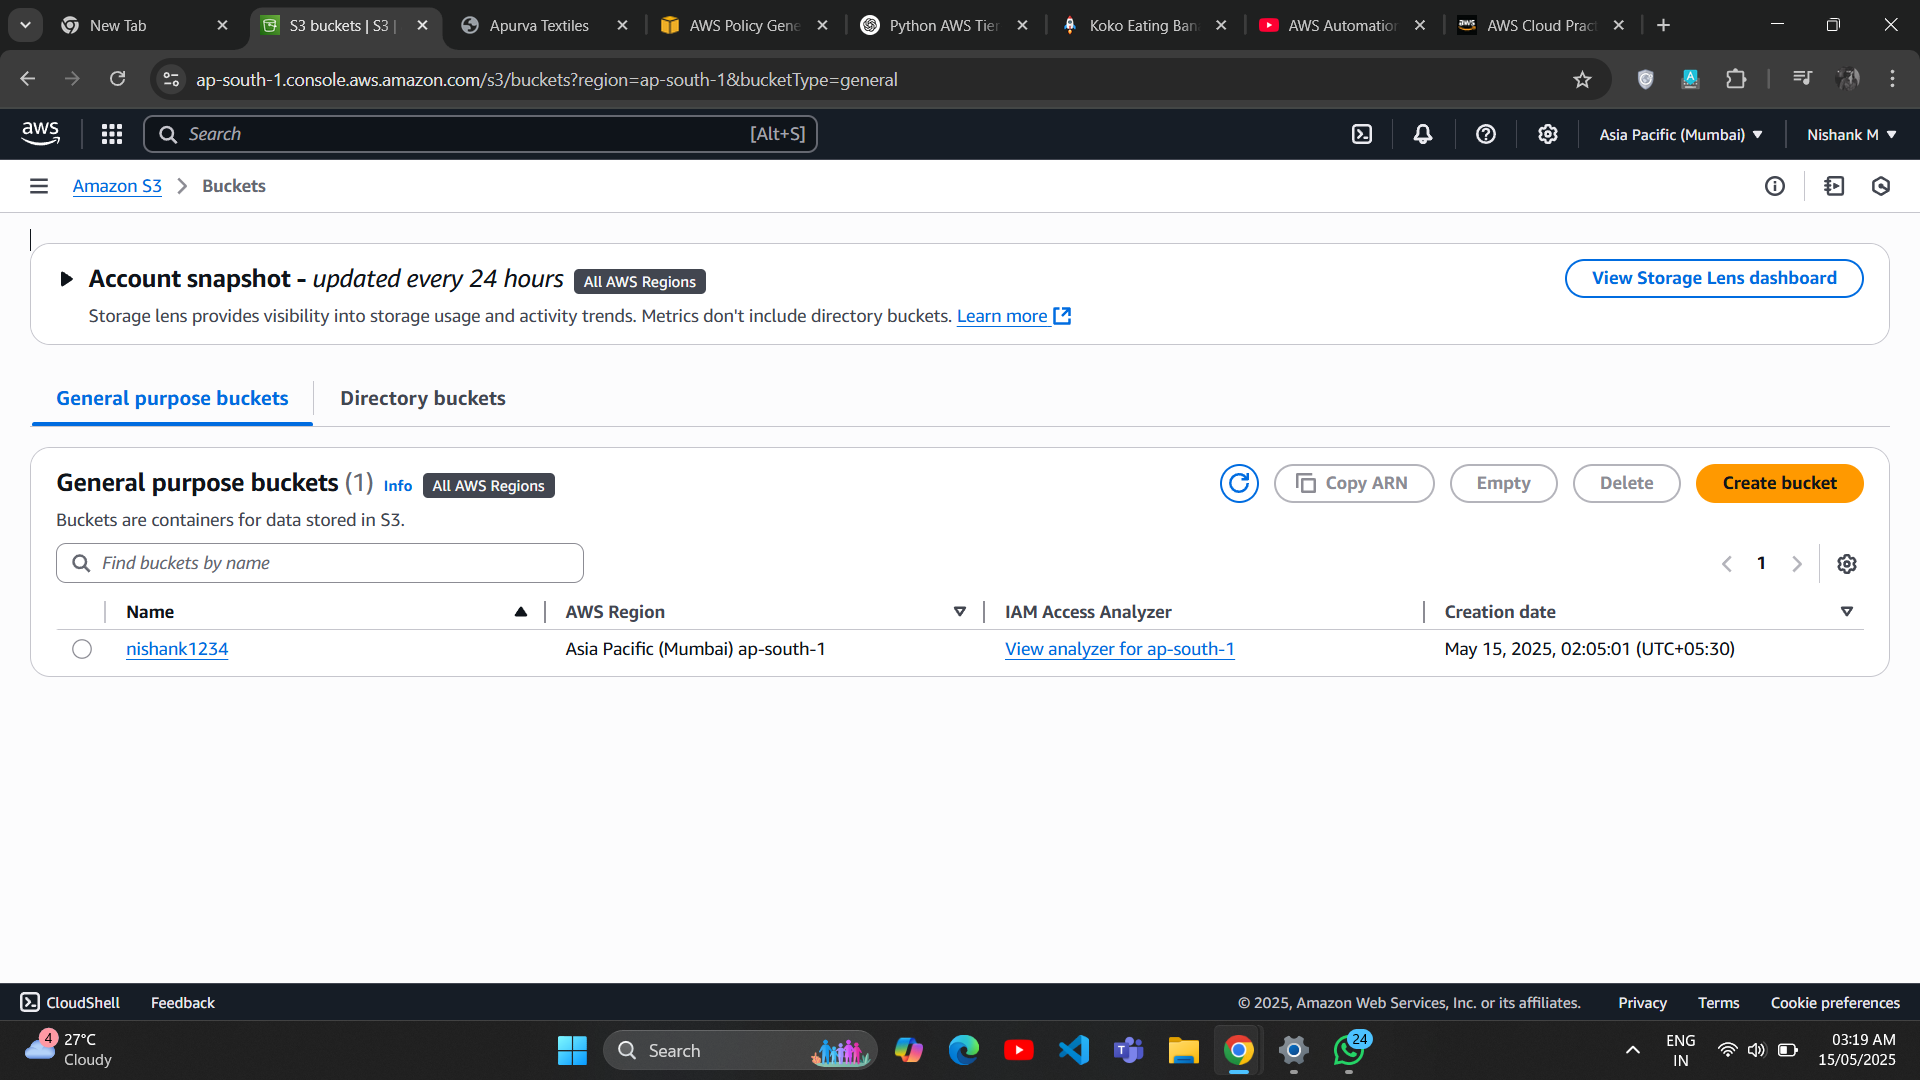 New Tab
S3 buckets | S3 |
Apurva Textiles
AWS Policy Gene
Python AWS Tier
Koko Eating Ban
AWS Automation
AWS Cloud Pract
ap-south-1.console.aws.amazon.com/s3/buckets?region=ap-south-1&bucketType=general
aws
Search
[Alt+S]
Asia Pacific (Mumbai)
Nishank M
Amazon S3
Buckets
Account snapshot - updated every 24 hours
All AWS Regions
View Storage Lens dashboard
Storage lens provides visibility into storage usage and activity trends. Metrics don't include directory buckets. Learn more
General purpose buckets
Directory buckets
General purpose buckets (1)
Info
All AWS Regions
Copy ARN
Empty
Delete
Create bucket
Buckets are containers for data stored in S3.
Find buckets by name
1
Name
AWS Region
IAM Access Analyzer
Creation date
nishank1234
Asia Pacific (Mumbai) ap-south-1
View analyzer for ap-south-1
May 15, 2025, 02:05:01 (UTC+05:30)
CloudShell
Feedback
© 2025, Amazon Web Services, Inc. or its affiliates.
Privacy
Terms
Cookie preferences
4
27°C
Cloudy
Search
24
ENG
IN
03:19 AM
15/05/2025